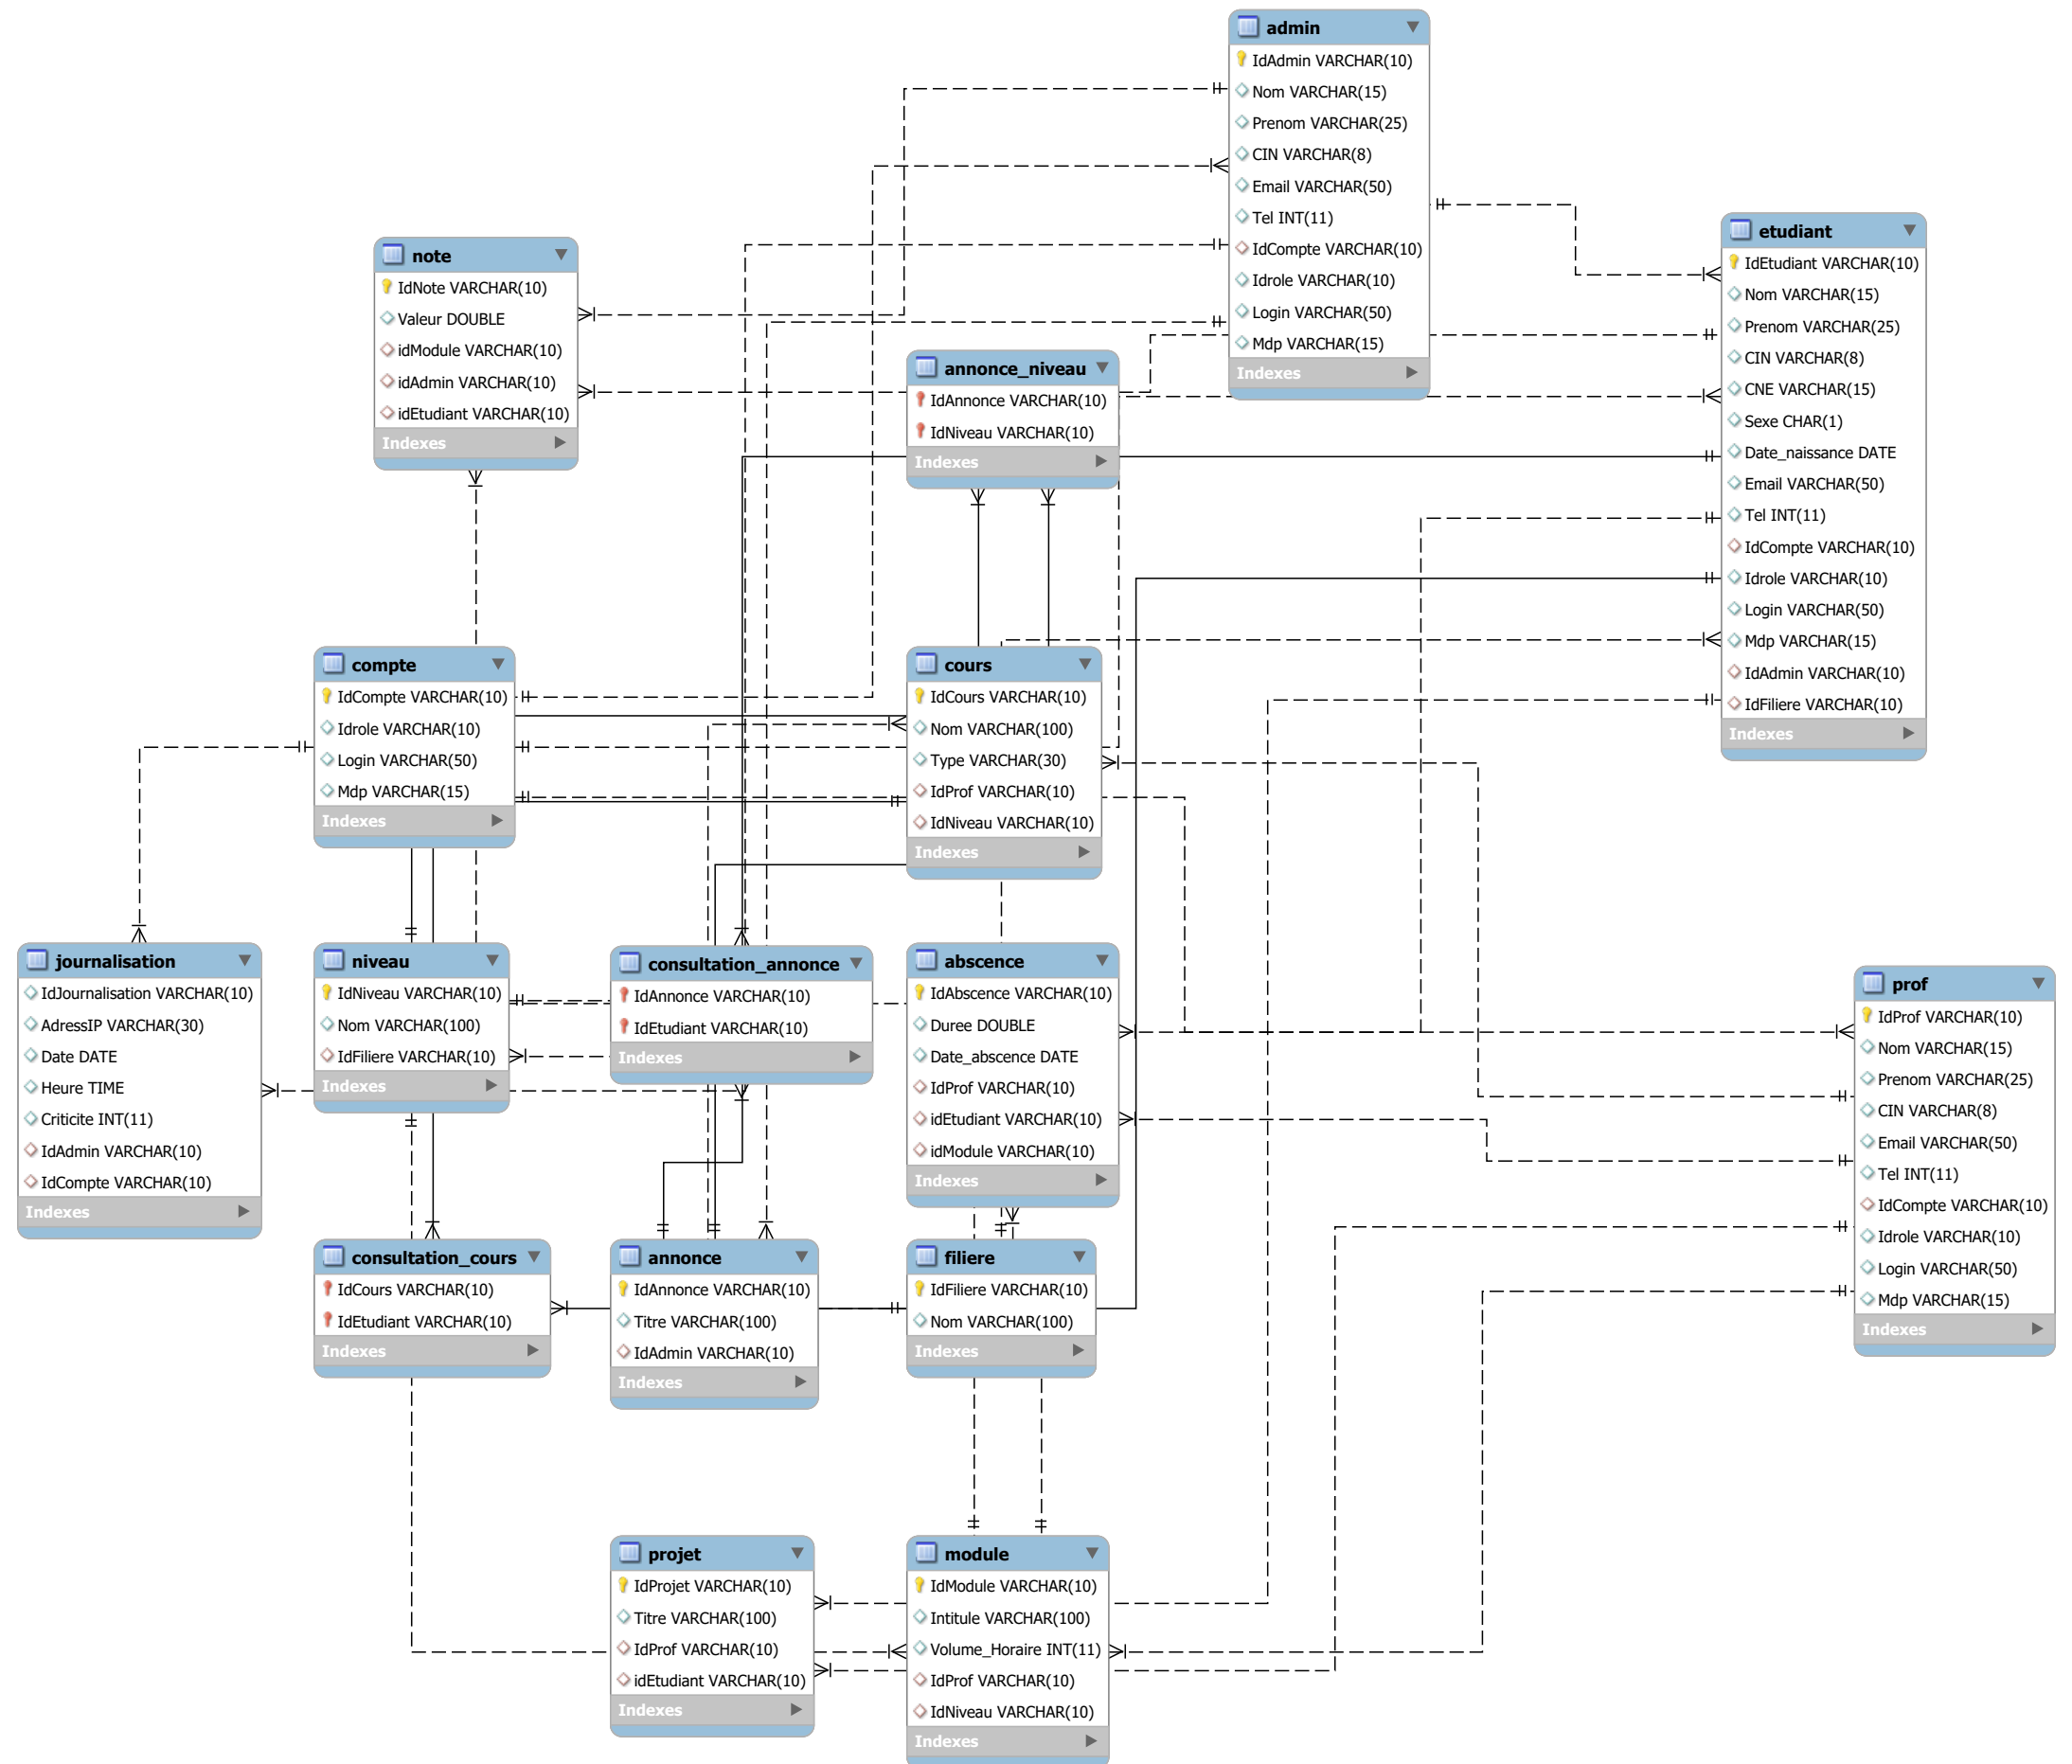 admin
IdAdmin VARCHAR(10)
Nom VARCHAR(15)
Prenom VARCHAR(25)
CIN VARCHAR(8)
Email VARCHAR(50)
Tel INT(11)
IdCompte VARCHAR(10)
Idrole VARCHAR(10)
Login VARCHAR(50)
Mdp VARCHAR(15)
Indexes
etudiant
IdEtudiant VARCHAR(10)
Nom VARCHAR(15)
Prenom VARCHAR(25)
CIN VARCHAR(8)
CNE VARCHAR(15)
Sexe CHAR(1)
Date_naissance DATE
Email VARCHAR(50)
Tel INT(11)
IdCompte VARCHAR(10)
Idrole VARCHAR(10)
Login VARCHAR(50)
Mdp VARCHAR(15)
IdAdmin VARCHAR(10)
IdFiliere VARCHAR(10)
Indexes
note
IdNote VARCHAR(10)
Valeur DOUBLE
idModule VARCHAR(10)
idAdmin VARCHAR(10)
idEtudiant VARCHAR(10)
Indexes
annonce_niveau
IdAnnonce VARCHAR(10)
IdNiveau VARCHAR(10)
Indexes
compte
IdCompte VARCHAR(10)
Idrole VARCHAR(10)
Login VARCHAR(50)
Mdp VARCHAR(15)
Indexes
cours
IdCours VARCHAR(10)
Nom VARCHAR(100)
Type VARCHAR(30)
IdProf VARCHAR(10)
IdNiveau VARCHAR(10)
Indexes
journalisation
IdJournalisation VARCHAR(10)
AdressIP VARCHAR(30)
Date DATE
Heure TIME
Criticite INT(11)
IdAdmin VARCHAR(10)
IdCompte VARCHAR(10)
Indexes
niveau
IdNiveau VARCHAR(10)
Nom VARCHAR(100)
IdFiliere VARCHAR(10)
Indexes
consultation_annonce
IdAnnonce VARCHAR(10)
IdEtudiant VARCHAR(10)
Indexes
abscence
IdAbscence VARCHAR(10)
Duree DOUBLE
Date_abscence DATE
IdProf VARCHAR(10)
idEtudiant VARCHAR(10)
idModule VARCHAR(10)
Indexes
prof
IdProf VARCHAR(10)
Nom VARCHAR(15)
Prenom VARCHAR(25)
CIN VARCHAR(8)
Email VARCHAR(50)
Tel INT(11)
IdCompte VARCHAR(10)
Idrole VARCHAR(10)
Login VARCHAR(50)
Mdp VARCHAR(15)
Indexes
consultation_cours
IdCours VARCHAR(10)
IdEtudiant VARCHAR(10)
Indexes
annonce
IdAnnonce VARCHAR(10)
Titre VARCHAR(100)
IdAdmin VARCHAR(10)
Indexes
filiere
IdFiliere VARCHAR(10)
Nom VARCHAR(100)
Indexes
projet
IdProjet VARCHAR(10)
Titre VARCHAR(100)
IdProf VARCHAR(10)
idEtudiant VARCHAR(10)
Indexes
module
IdModule VARCHAR(10)
Intitule VARCHAR(100)
Volume_Horaire INT(11)
IdProf VARCHAR(10)
IdNiveau VARCHAR(10)
Indexes